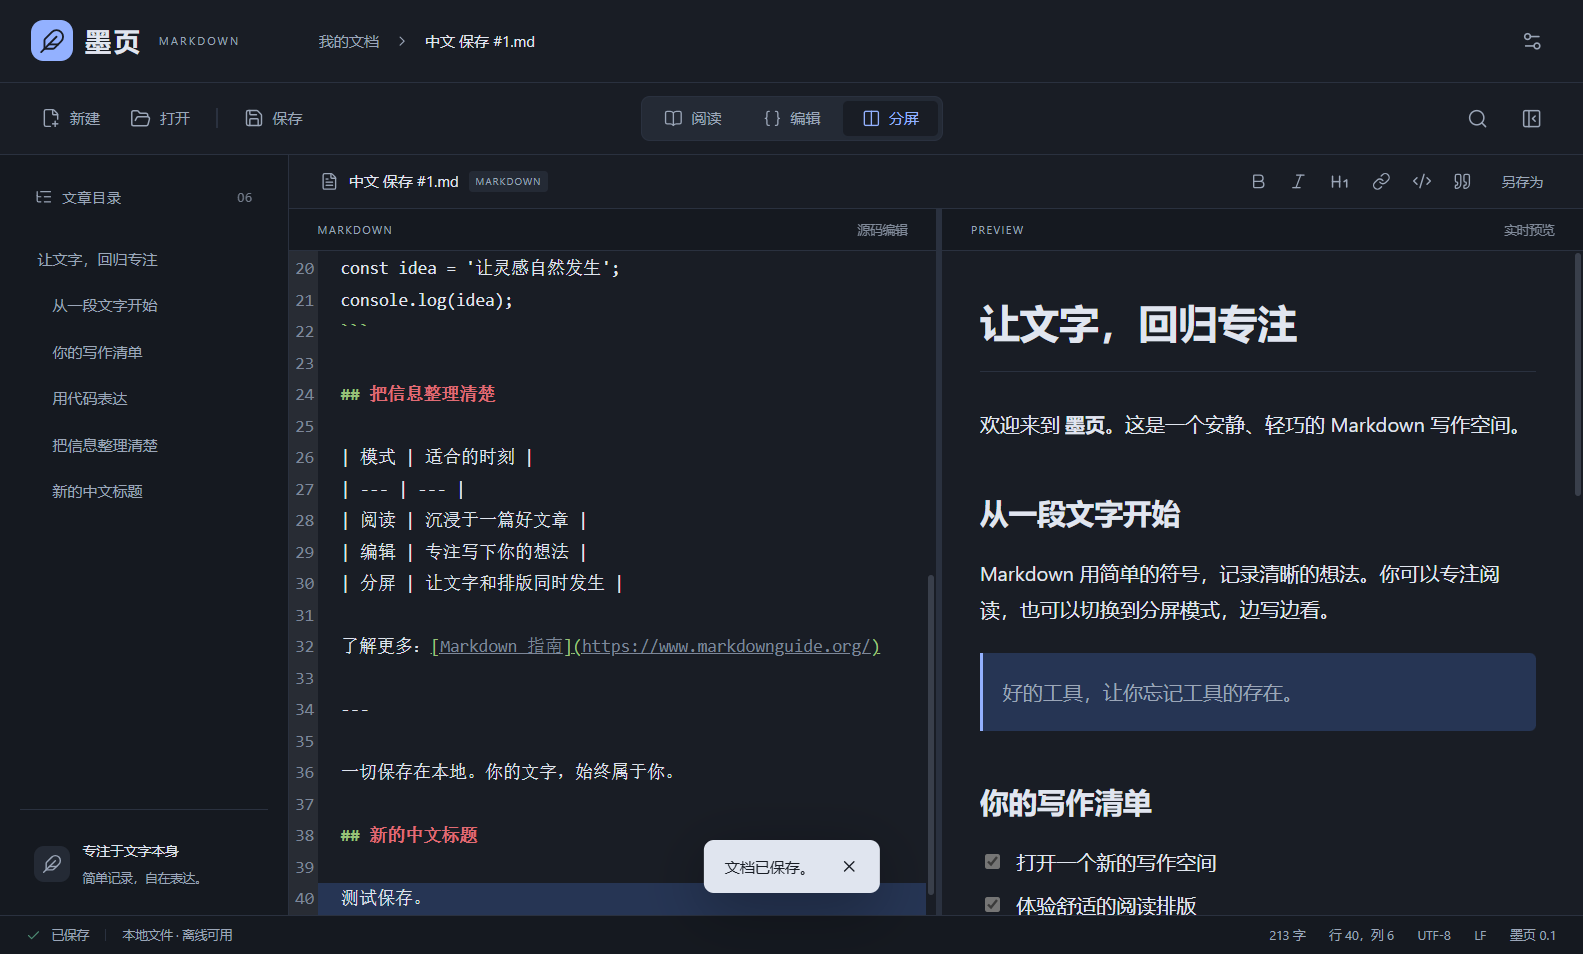 墨页 MARKDOWN 我的文档 > 中文 保存 #1.md
新建 打开 保存 阅读 {} 编辑 分屏
文章目录 06
让文字，回归专注
从一段文字开始
你的写作清单
用代码表达
把信息整理清楚
新的中文标题
专注于文字本身
简单记录，自在表达。
中文 保存 #1.md MARKDOWN B I H1 </> 另存为
MARKDOWN 源码编辑
20 const idea = '让灵感自然发生';
21 console.log(idea);
22 ```
23
24 ## 把信息整理清楚
25
26 | 模式 | 适合的时刻 |
27 | --- | --- |
28 | 阅读 | 沉浸于一篇好文章 |
29 | 编辑 | 专注写下你的想法 |
30 | 分屏 | 让文字和排版同时发生 |
31
32 了解更多：[Markdown 指南](https://www.markdownguide.org/)
33
34 ---
35
36 一切保存在本地。你的文字，始终属于你。
37
38 ## 新的中文标题
39
40 测试保存。
文档已保存。
PREVIEW 实时预览
让文字，回归专注
欢迎来到 墨页。这是一个安静、轻巧的 Markdown 写作空间。
从一段文字开始
Markdown 用简单的符号，记录清晰的想法。你可以专注阅
读，也可以切换到分屏模式，边写边看。
好的工具，让你忘记工具的存在。
你的写作清单
打开一个新的写作空间
体验舒适的阅读排版
已保存 本地文件 · 离线可用 213 字 行 40，列 6 UTF-8 LF 墨页 0.1